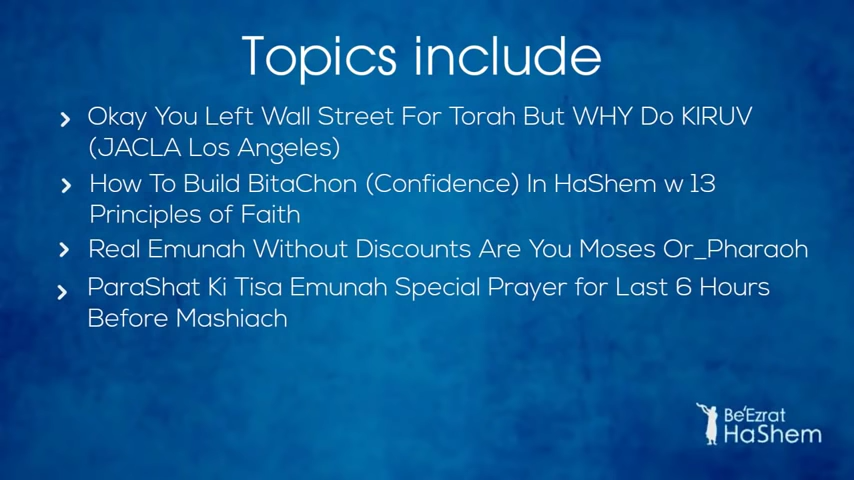 Topics include
Okay You Left Wall Street For Torah But WHY Do KIRUV
(JACLA Los Angeles)
How To Build BitaChon (Confidence) In HaShem w 13
Principles of Faith
Real Emunah Without Discounts Are You Moses Or_Pharaoh
ParaShat Ki Tisa Emunah Special Prayer for Last 6 Hours
Before Mashiach
Be'Ezrat
HaShem